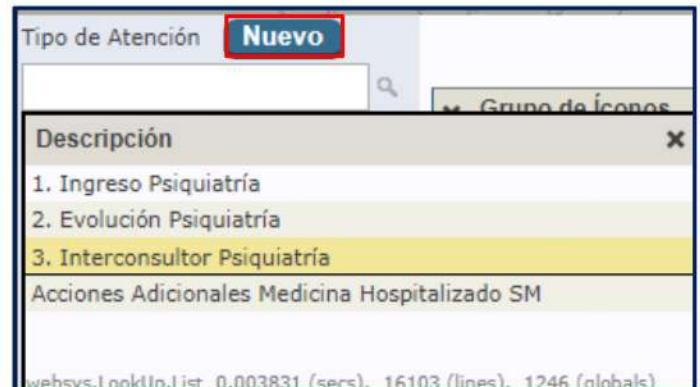 Tipo de Atención Nuevo
Grupo de Íconos
Descripción
1. Ingreso Psiquiatría
2. Evolución Psiquiatría
3. Interconsultor Psiquiatría
Acciones Adicionales Medicina Hospitalizado SM
websys.LookUp.List 0.003831 (secs). 16103 (lines). 1246 (globals)